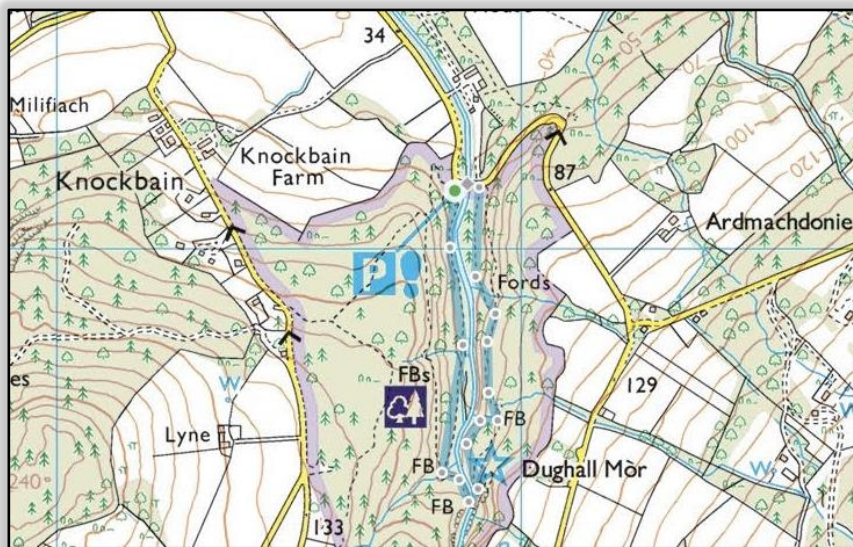 34
40
50
70
Milifiach
Knockbain
Farm
Knockbain
100
120
87
Ardmachdonie
P!
Fords
es
W
FBs
129
Lyne
FB
FB
Dughall Mòr
W
240
FB
133